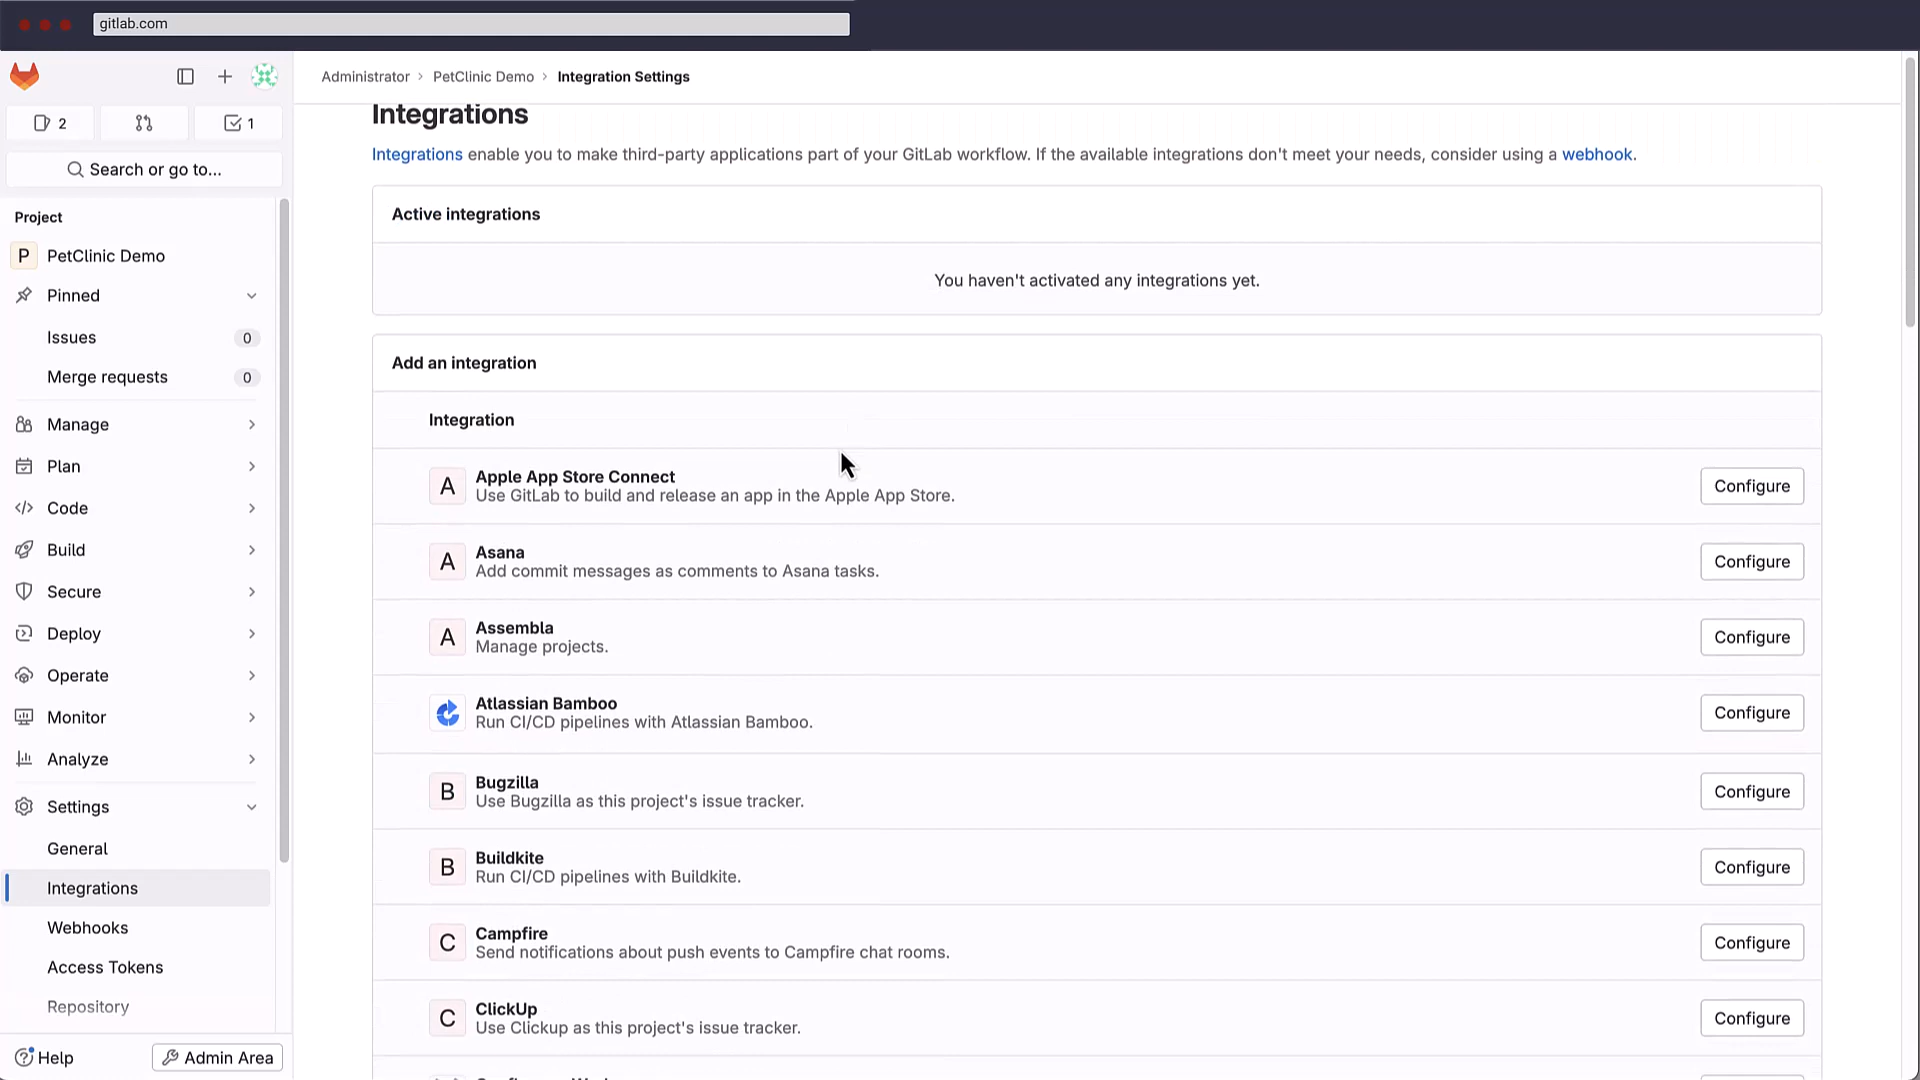 gitlab.com
Administrator › PetClinic Demo › Integration Settings
2
1
Search or go to...
Project
P PetClinic Demo
Pinned
Issues 0
Merge requests 0
Manage
Plan
Code
Build
Secure
Deploy
Operate
Monitor
Analyze
Settings
General
Integrations
Webhooks
Access Tokens
Repository
Help
Admin Area
Integrations
Integrations enable you to make third-party applications part of your GitLab workflow. If the available integrations don't meet your needs, consider using a webhook.
Active integrations
You haven't activated any integrations yet.
Add an integration
Integration
A
Apple App Store Connect
Use GitLab to build and release an app in the Apple App Store.
Configure
A
Asana
Add commit messages as comments to Asana tasks.
Configure
A
Assembla
Manage projects.
Configure
Atlassian Bamboo
Run CI/CD pipelines with Atlassian Bamboo.
Configure
B
Bugzilla
Use Bugzilla as this project's issue tracker.
Configure
B
Buildkite
Run CI/CD pipelines with Buildkite.
Configure
C
Campfire
Send notifications about push events to Campfire chat rooms.
Configure
C
ClickUp
Use Clickup as this project's issue tracker.
Configure